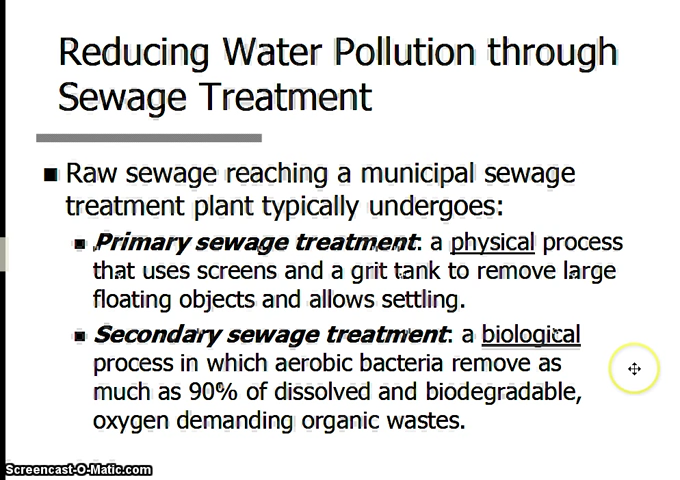 Reducing Water Pollution through
Sewage Treatment
Raw sewage reaching a municipal sewage
treatment plant typically undergoes:
Primary sewage treatment: a physical process
that uses screens and a grit tank to remove large
floating objects and allows settling.
Secondary sewage treatment: a biological
process in which aerobic bacteria remove as
much as 90% of dissolved and biodegradable,
oxygen demanding organic wastes.
Screencast-O-Matic.com